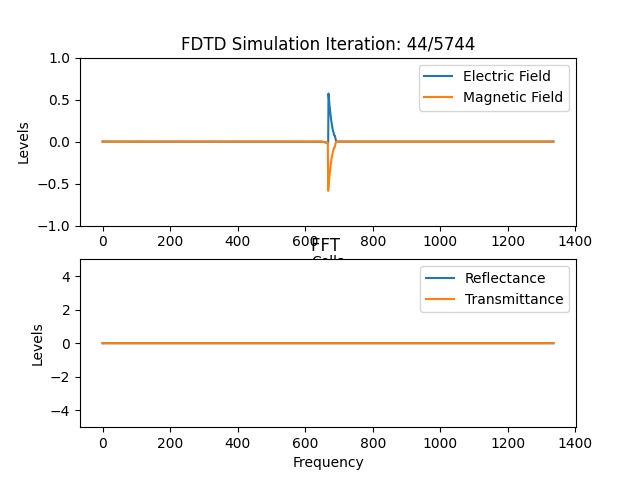 FDTD Simulation Iteration: 44/5744
1.0
0.5
0.0
−0.5
−1.0
Levels
Electric Field
Magnetic Field
0 200 400 600 800 1000 1200 1400
Cells
FFT
4
2
0
−2
−4
Levels
Reflectance
Transmittance
0 200 400 600 800 1000 1200 1400
Frequency